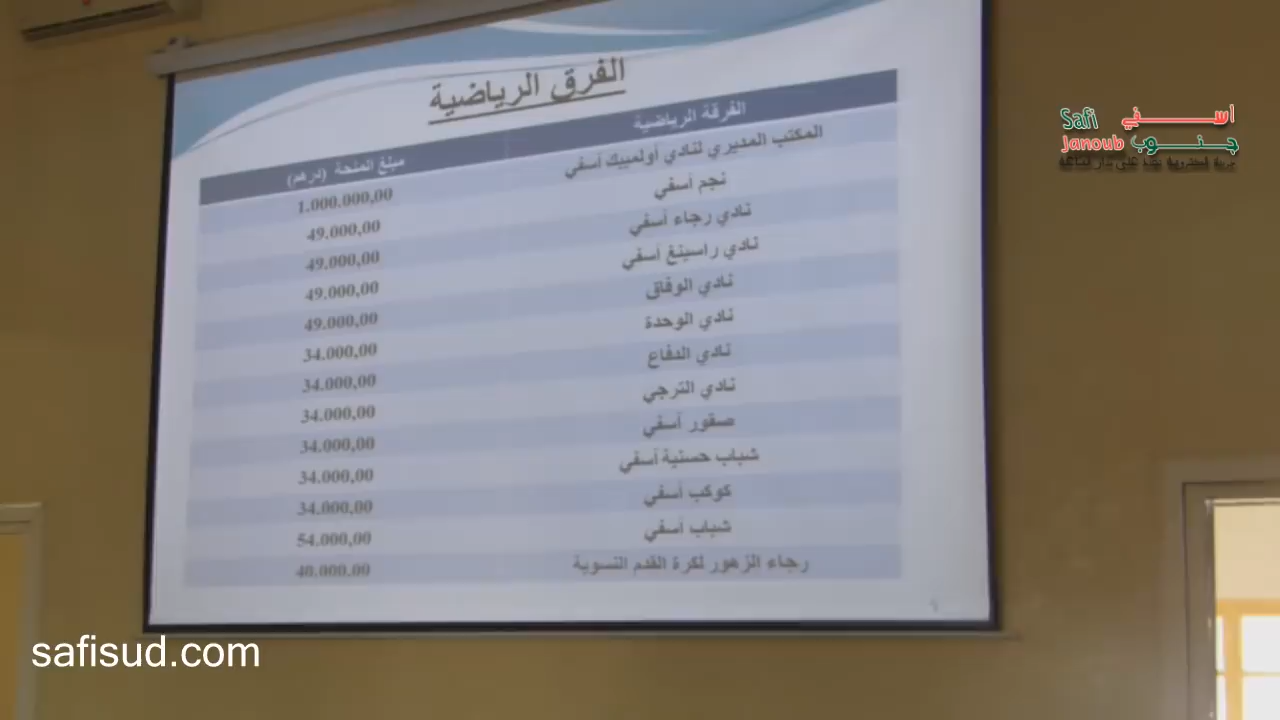 الفرق الرياضية
الفرقة الرياضية مبلغ المنحة (درهم)
المكتب المديري لنادي أولمبيك أسفي 1.000.000,00
نجم أسفي 49.000,00
نادي رجاء أسفي 49.000,00
نادي راسينغ أسفي 49.000,00
نادي الوفاق 49.000,00
نادي الوحدة 34.000,00
نادي الدفاع 34.000,00
نادي الترجي 34.000,00
صقور أسفي 34.000,00
شباب حسنية أسفي 34.000,00
كوكب أسفي 34.000,00
شباب أسفي 54.000,00
رجاء الزهور لكرة القدم النسوية 40.000.00
Safi اسفي
Janoub جنوب
safisud.com